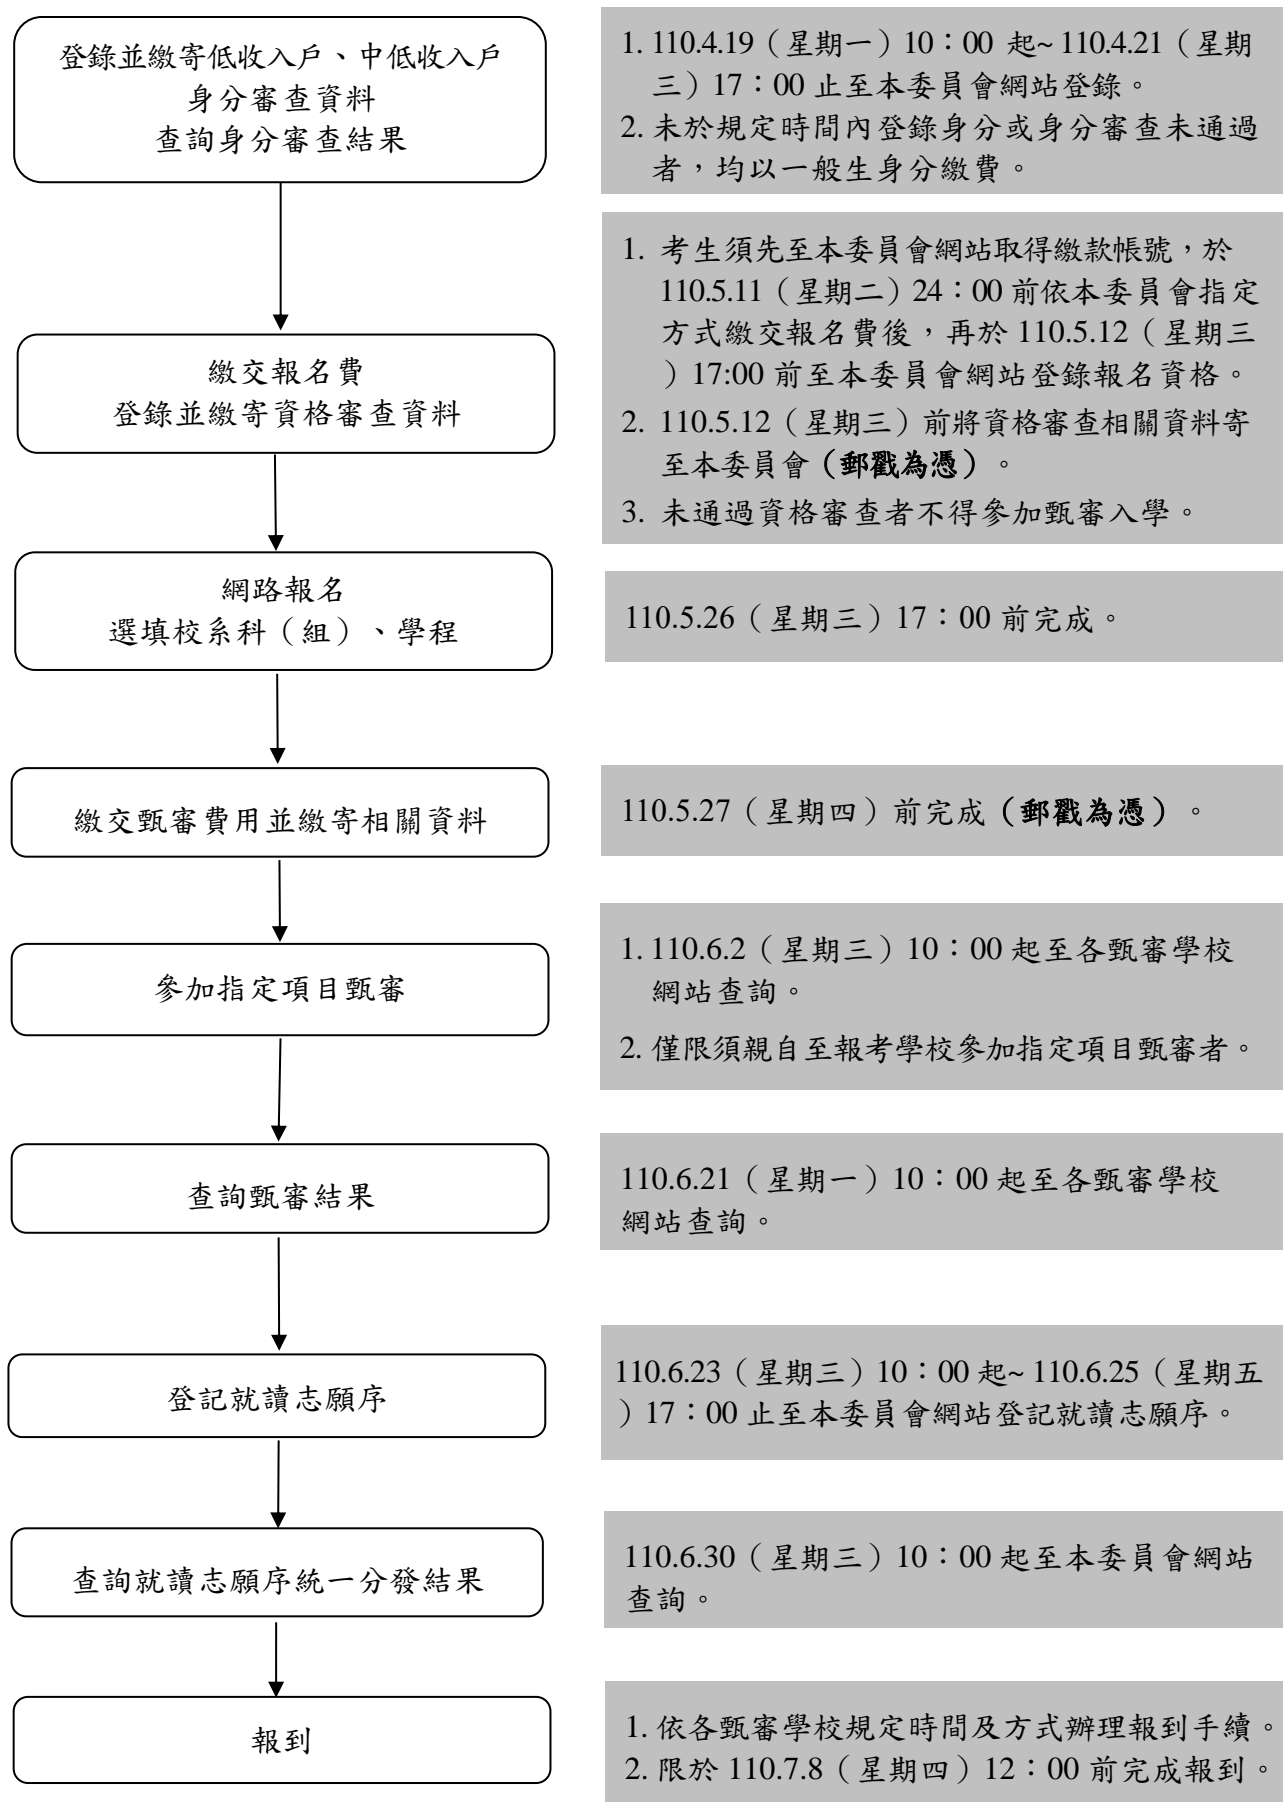 登錄並繳寄低收入戶、中低收入戶
身分審查資料
查詢身分審查結果
1. 110.4.19（星期一）10：00 起~ 110.4.21（星期
三）17：00 止至本委員會網站登錄。
2. 未於規定時間內登錄身分或身分審查未通過
者，均以一般生身分繳費。
繳交報名費
登錄並繳寄資格審查資料
1. 考生須先至本委員會網站取得繳款帳號，於
110.5.11（星期二）24：00 前依本委員會指定
方式繳交報名費後，再於 110.5.12（星期三
）17:00 前至本委員會網站登錄報名資格。
2. 110.5.12（星期三）前將資格審查相關資料寄
至本委員會（郵戳為憑）。
3. 未通過資格審查者不得參加甄審入學。
網路報名
選填校系科（組）、學程
110.5.26（星期三）17：00 前完成。
繳交甄審費用並繳寄相關資料
110.5.27（星期四）前完成（郵戳為憑）。
參加指定項目甄審
1. 110.6.2（星期三）10：00 起至各甄審學校
網站查詢。
2. 僅限須親自至報考學校參加指定項目甄審者。
查詢甄審結果
110.6.21（星期一）10：00 起至各甄審學校
網站查詢。
登記就讀志願序
110.6.23（星期三）10：00 起~ 110.6.25（星期五
）17：00 止至本委員會網站登記就讀志願序。
查詢就讀志願序統一分發結果
110.6.30（星期三）10：00 起至本委員會網站
查詢。
報到
1. 依各甄審學校規定時間及方式辦理報到手續。
2. 限於 110.7.8（星期四）12：00 前完成報到。